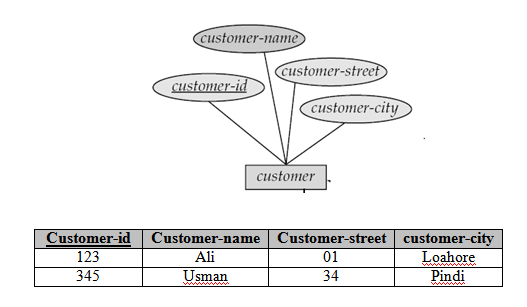 customer-name
customer-street
customer-id
customer-city
customer
Customer-id Customer-name Customer-street customer-city
123 Ali 01 Loahore
345 Usman 34 Pindi